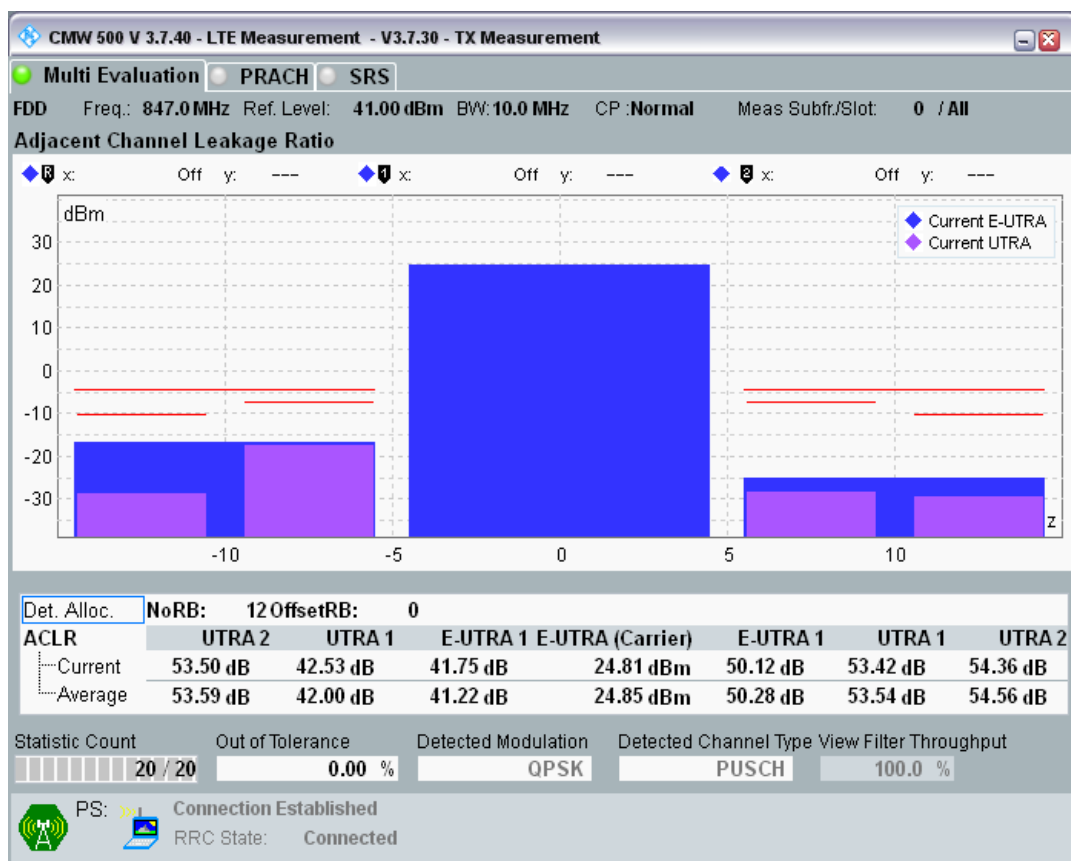 CMW 500 V 3.7.40 - LTE Measurement - V3.7.30 - TX Measurement
Multi Evaluation PRACH SRS
FDD Freq.: 847.0 MHz Ref. Level: 41.00 dBm BW: 10.0 MHz CP : Normal Meas Subfr./Slot: 0 / All
Adjacent Channel Leakage Ratio
R x: Off y: --- 1 x: Off y: --- 2 x: Off y: ---
dBm
Current E-UTRA
Current UTRA
30
20
10
0
-10
-20
-30
z
-10 -5 0 5 10
Det. Alloc. NoRB: 12 OffsetRB: 0
ACLR UTRA 2 UTRA 1 E-UTRA 1 E-UTRA (Carrier) E-UTRA 1 UTRA 1 UTRA 2
Current 53.50 dB 42.53 dB 41.75 dB 24.81 dBm 50.12 dB 53.42 dB 54.36 dB
Average 53.59 dB 42.00 dB 41.22 dB 24.85 dBm 50.28 dB 53.54 dB 54.56 dB
Statistic Count Out of Tolerance Detected Modulation Detected Channel Type View Filter Throughput
20 / 20 0.00 % QPSK PUSCH 100.0 %
PS: Connection Established
RRC State: Connected